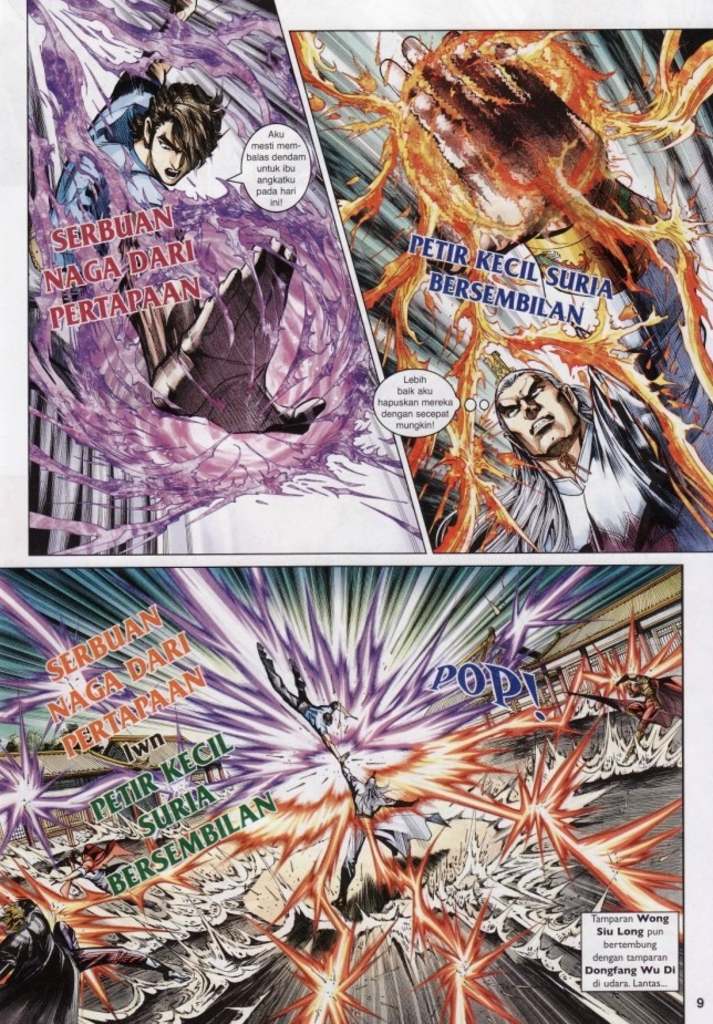 Aku
mesti mem-
balas dendam
untuk ibu
angkatku
pada hari
ini!
SERBUAN
NAGA DARI
PERTAPAAN
PETIR KECIL SURIA
BERSEMBILAN
Lebih
baik aku
hapuskan mereka
dengan secepat
mungkin!
SERBUAN
NAGA DARI
PERTAPAAN
lwn
PETIR KECIL
SURIA
BERSEMBILAN
POP!
Tamparan Wong
Siu Long pun
bertembung
dengan tamparan
Dongfang Wu Di
di udara. Lantas...
9